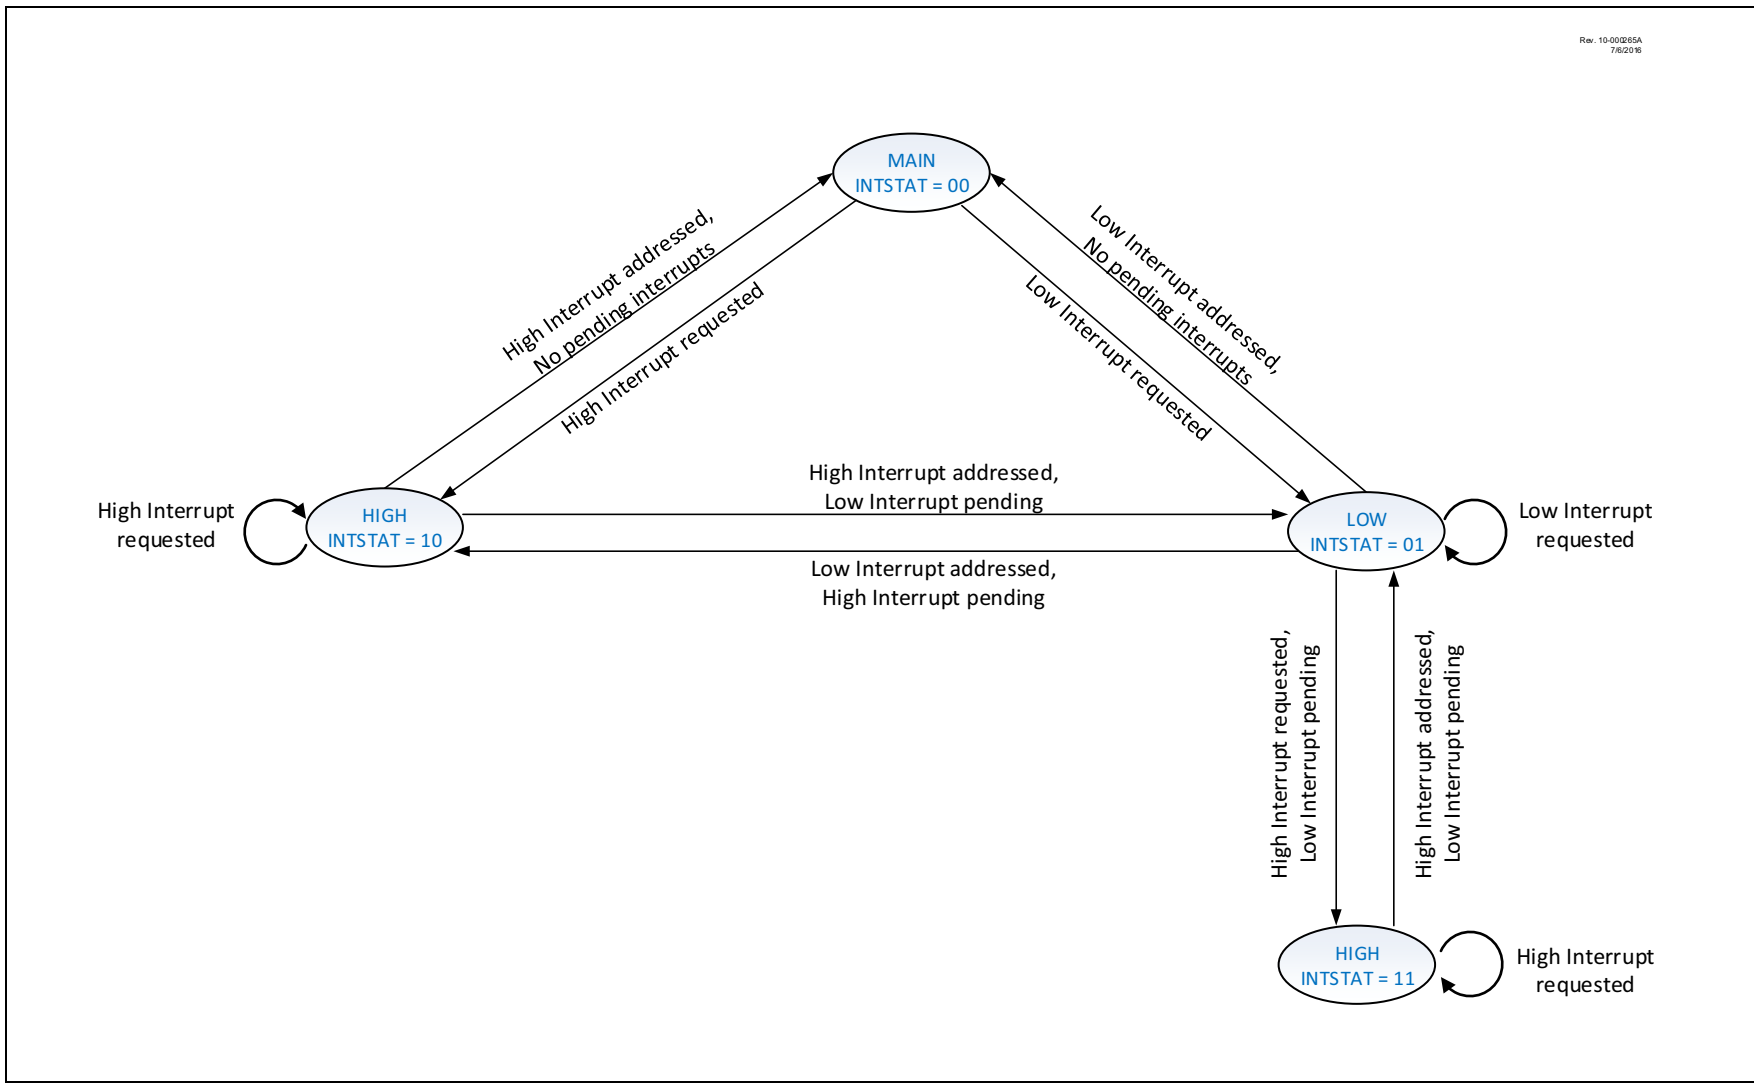 Rev. 10-000265A
7/6/2016
MAIN
INTSTAT = 00
High Interrupt addressed,
No pending interrupts
High Interrupt requested
Low Interrupt addressed,
No pending interrupts
Low Interrupt requested
High Interrupt
requested
HIGH
INTSTAT = 10
High Interrupt addressed,
Low Interrupt pending
Low Interrupt addressed,
High Interrupt pending
LOW
INTSTAT = 01
Low Interrupt
requested
High Interrupt requested,
Low Interrupt pending
High Interrupt addressed,
Low Interrupt pending
HIGH
INTSTAT = 11
High Interrupt
requested